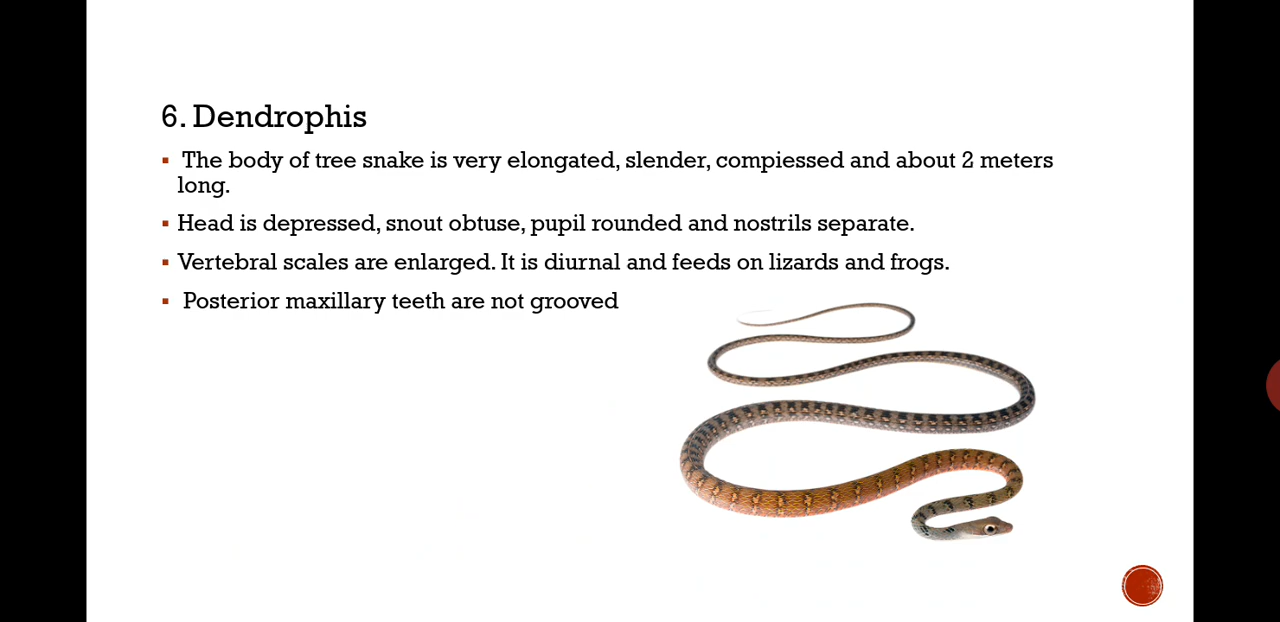 6. Dendrophis
▪ The body of tree snake is very elongated, slender, compiessed and about 2 meters
long.
▪ Head is depressed, snout obtuse, pupil rounded and nostrils separate.
▪ Vertebral scales are enlarged. It is diurnal and feeds on lizards and frogs.
▪ Posterior maxillary teeth are not grooved